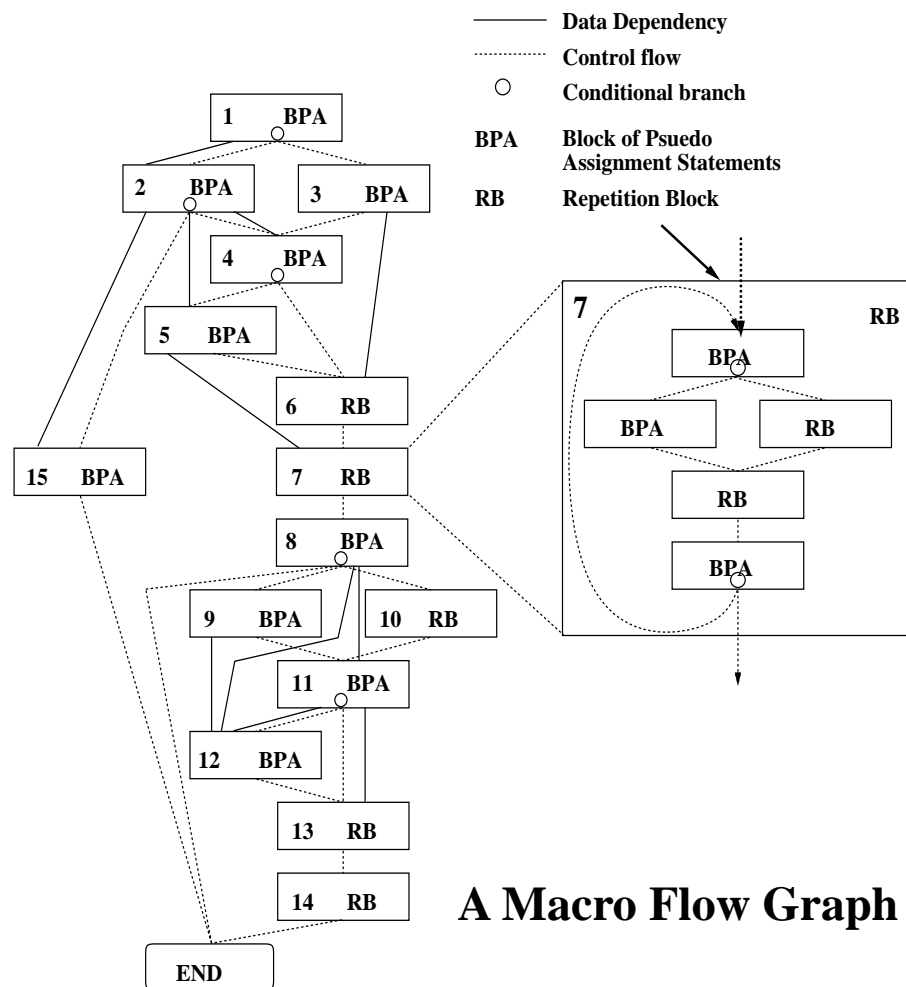 Data Dependency
Control flow
Conditional branch
BPA Block of Psuedo
Assignment Statements
RB Repetition Block
1 BPA
2 BPA
3 BPA
4 BPA
5 BPA
6 RB
7 RB
15 BPA
8 BPA
9 BPA
10 RB
11 BPA
12 BPA
13 RB
14 RB
END
7 RB
BPA
BPA
RB
RB
BPA
A Macro Flow Graph